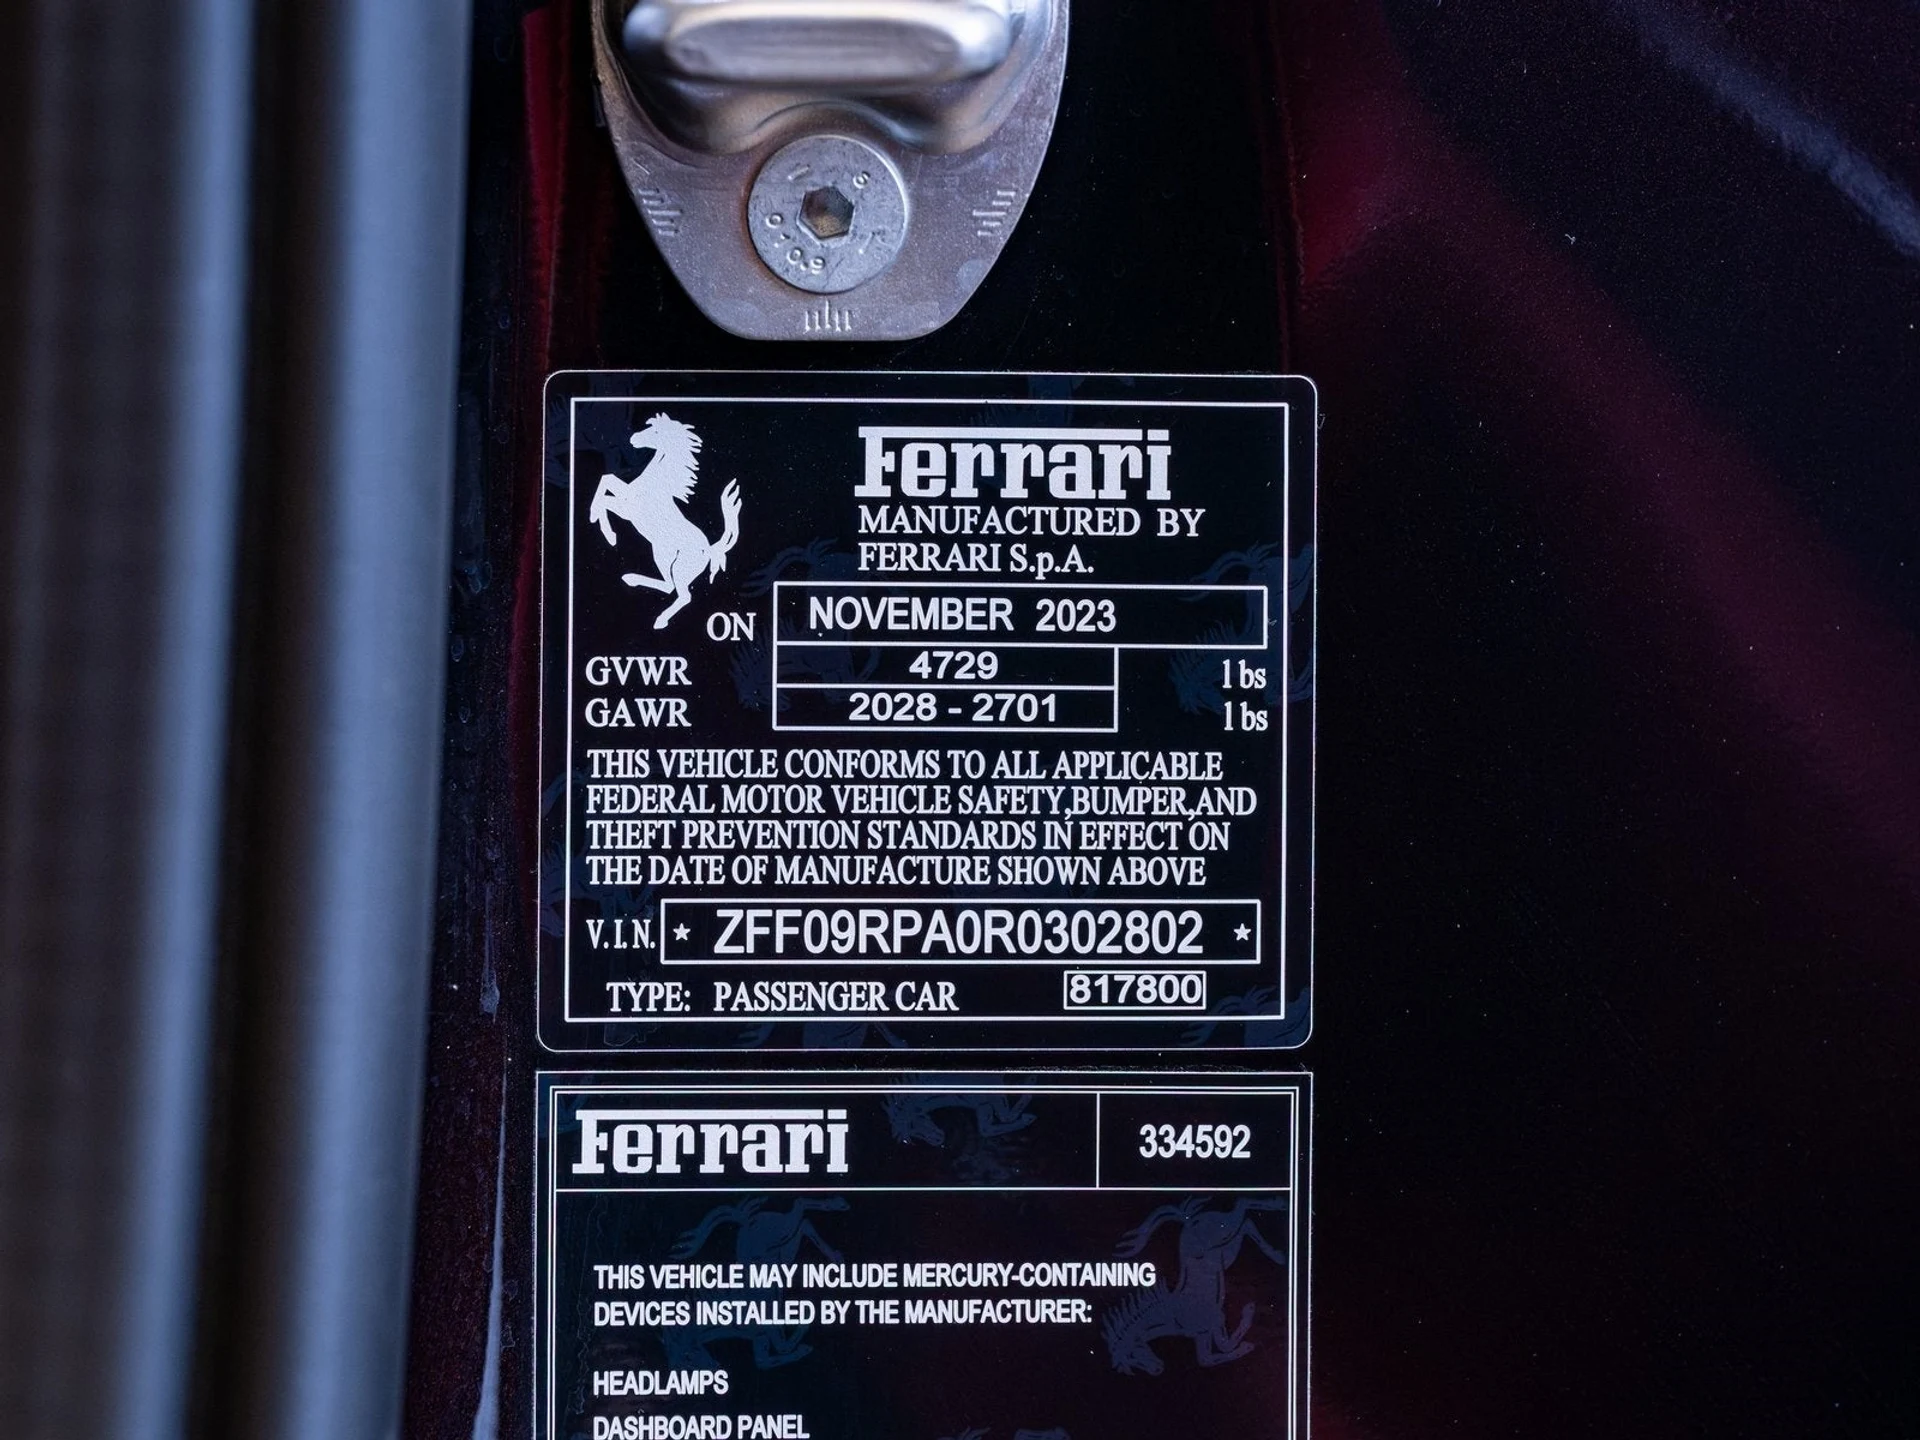 10.9
Ferrari
MANUFACTURED BY
FERRARI S.p.A.
ON NOVEMBER 2023
GVWR 4729 lbs
GAWR 2028 - 2701 lbs
THIS VEHICLE CONFORMS TO ALL APPLICABLE
FEDERAL MOTOR VEHICLE SAFETY,BUMPER,AND
THEFT PREVENTION STANDARDS IN EFFECT ON
THE DATE OF MANUFACTURE SHOWN ABOVE
V.I.N. ★ ZFF09RPA0R0302802 ★
TYPE: PASSENGER CAR 817800
Ferrari 334592
THIS VEHICLE MAY INCLUDE MERCURY-CONTAINING
DEVICES INSTALLED BY THE MANUFACTURER:
HEADLAMPS
DASHBOARD PANEL